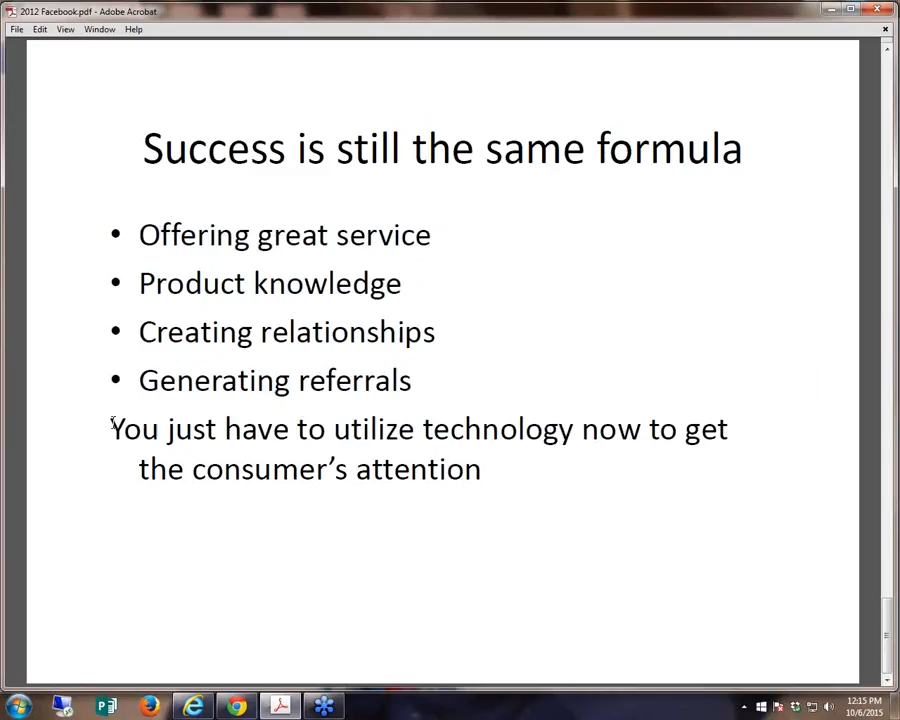 2012 Facebook.pdf - Adobe Acrobat
File Edit View Window Help
Success is still the same formula
• Offering great service
• Product knowledge
• Creating relationships
• Generating referrals
You just have to utilize technology now to get
the consumer’s attention
12:15 PM
10/6/2015